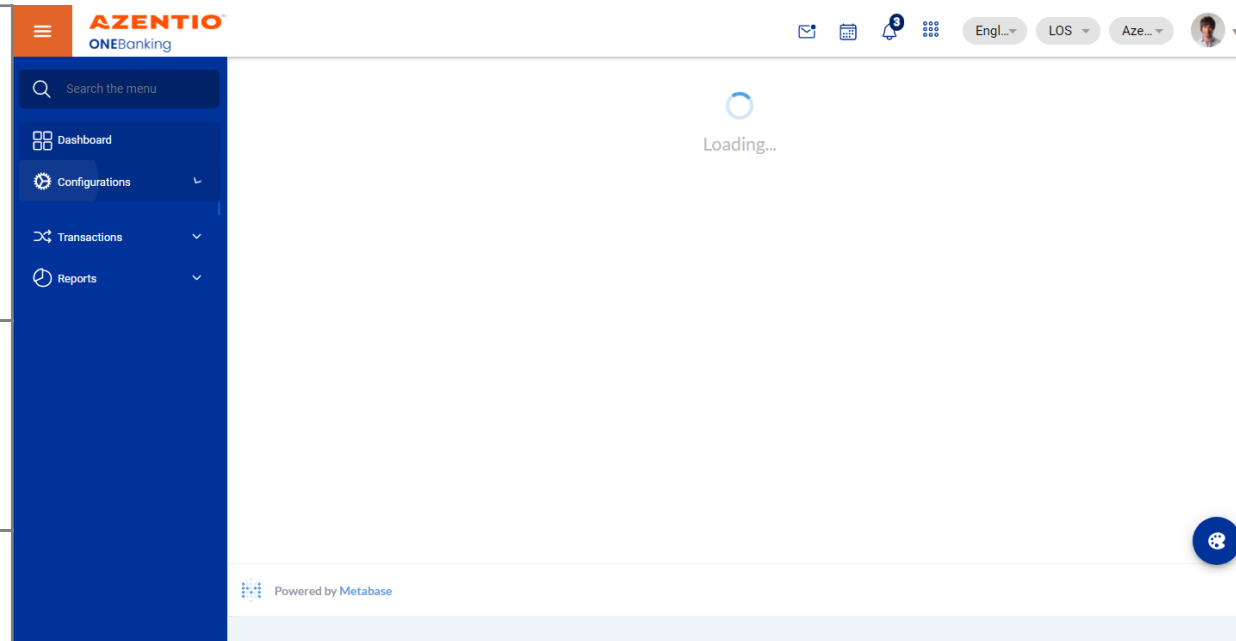 AZENTIO
ONEBanking
3
Engl...
LOS
Aze...
Search the menu
Dashboard
Configurations
Transactions
Reports
Loading...
Powered by Metabase